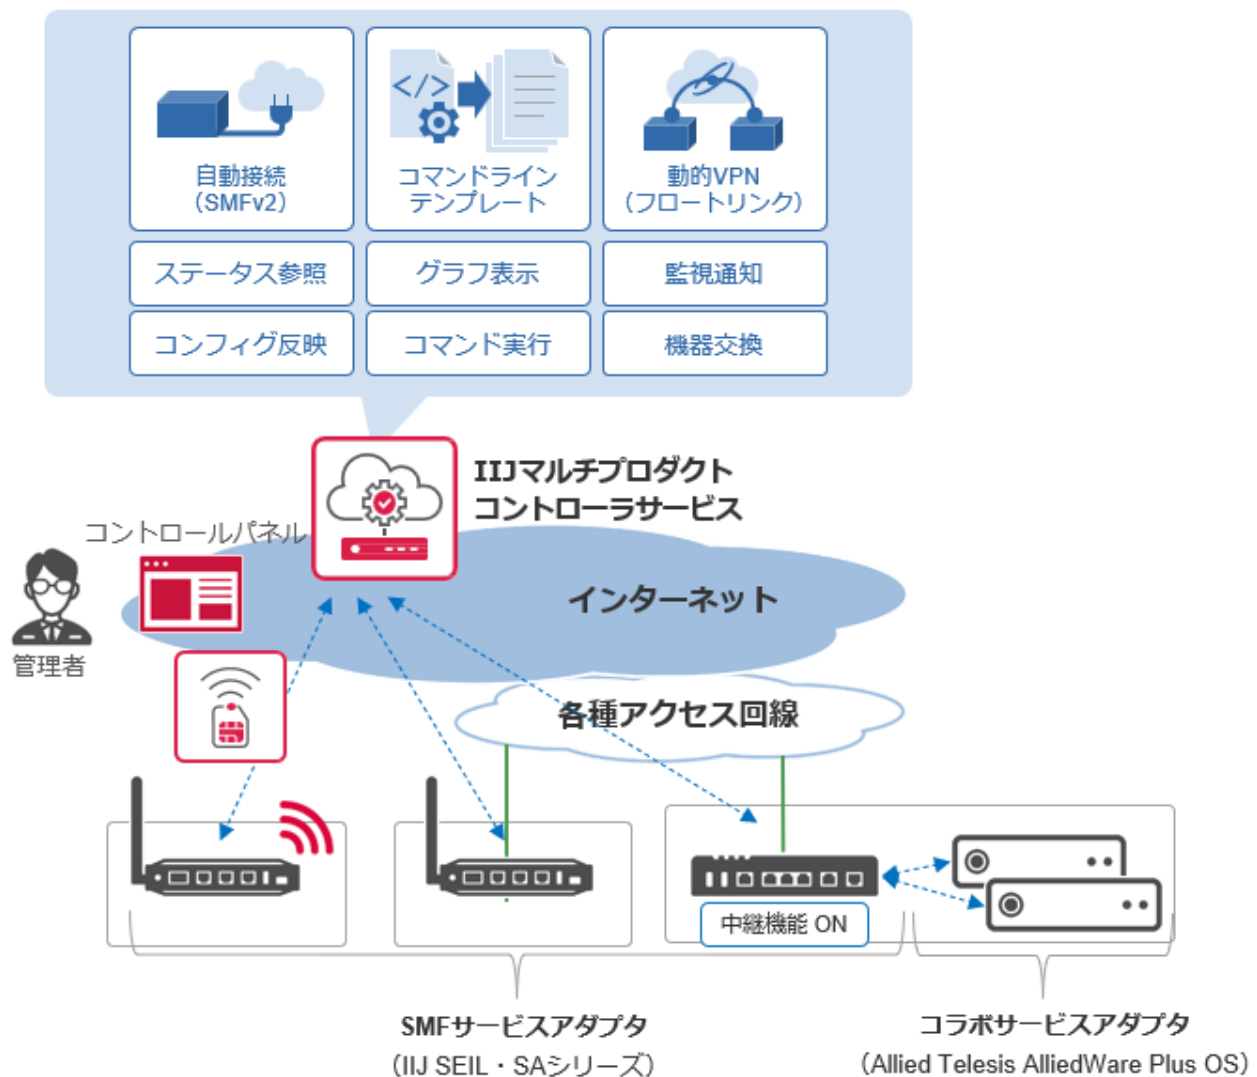 自動接続
（SMFv2）
コマンドライン
テンプレート
動的VPN
（フロートリンク）
ステータス参照
グラフ表示
監視通知
コンフィグ反映
コマンド実行
機器交換
IIJマルチプロダクト
コントローラサービス
コントロールパネル
インターネット
管理者
各種アクセス回線
中継機能 ON
SMFサービスアダプタ
（IIJ SEIL・SAシリーズ）
コラボサービスアダプタ
（Allied Telesis AlliedWare Plus OS）